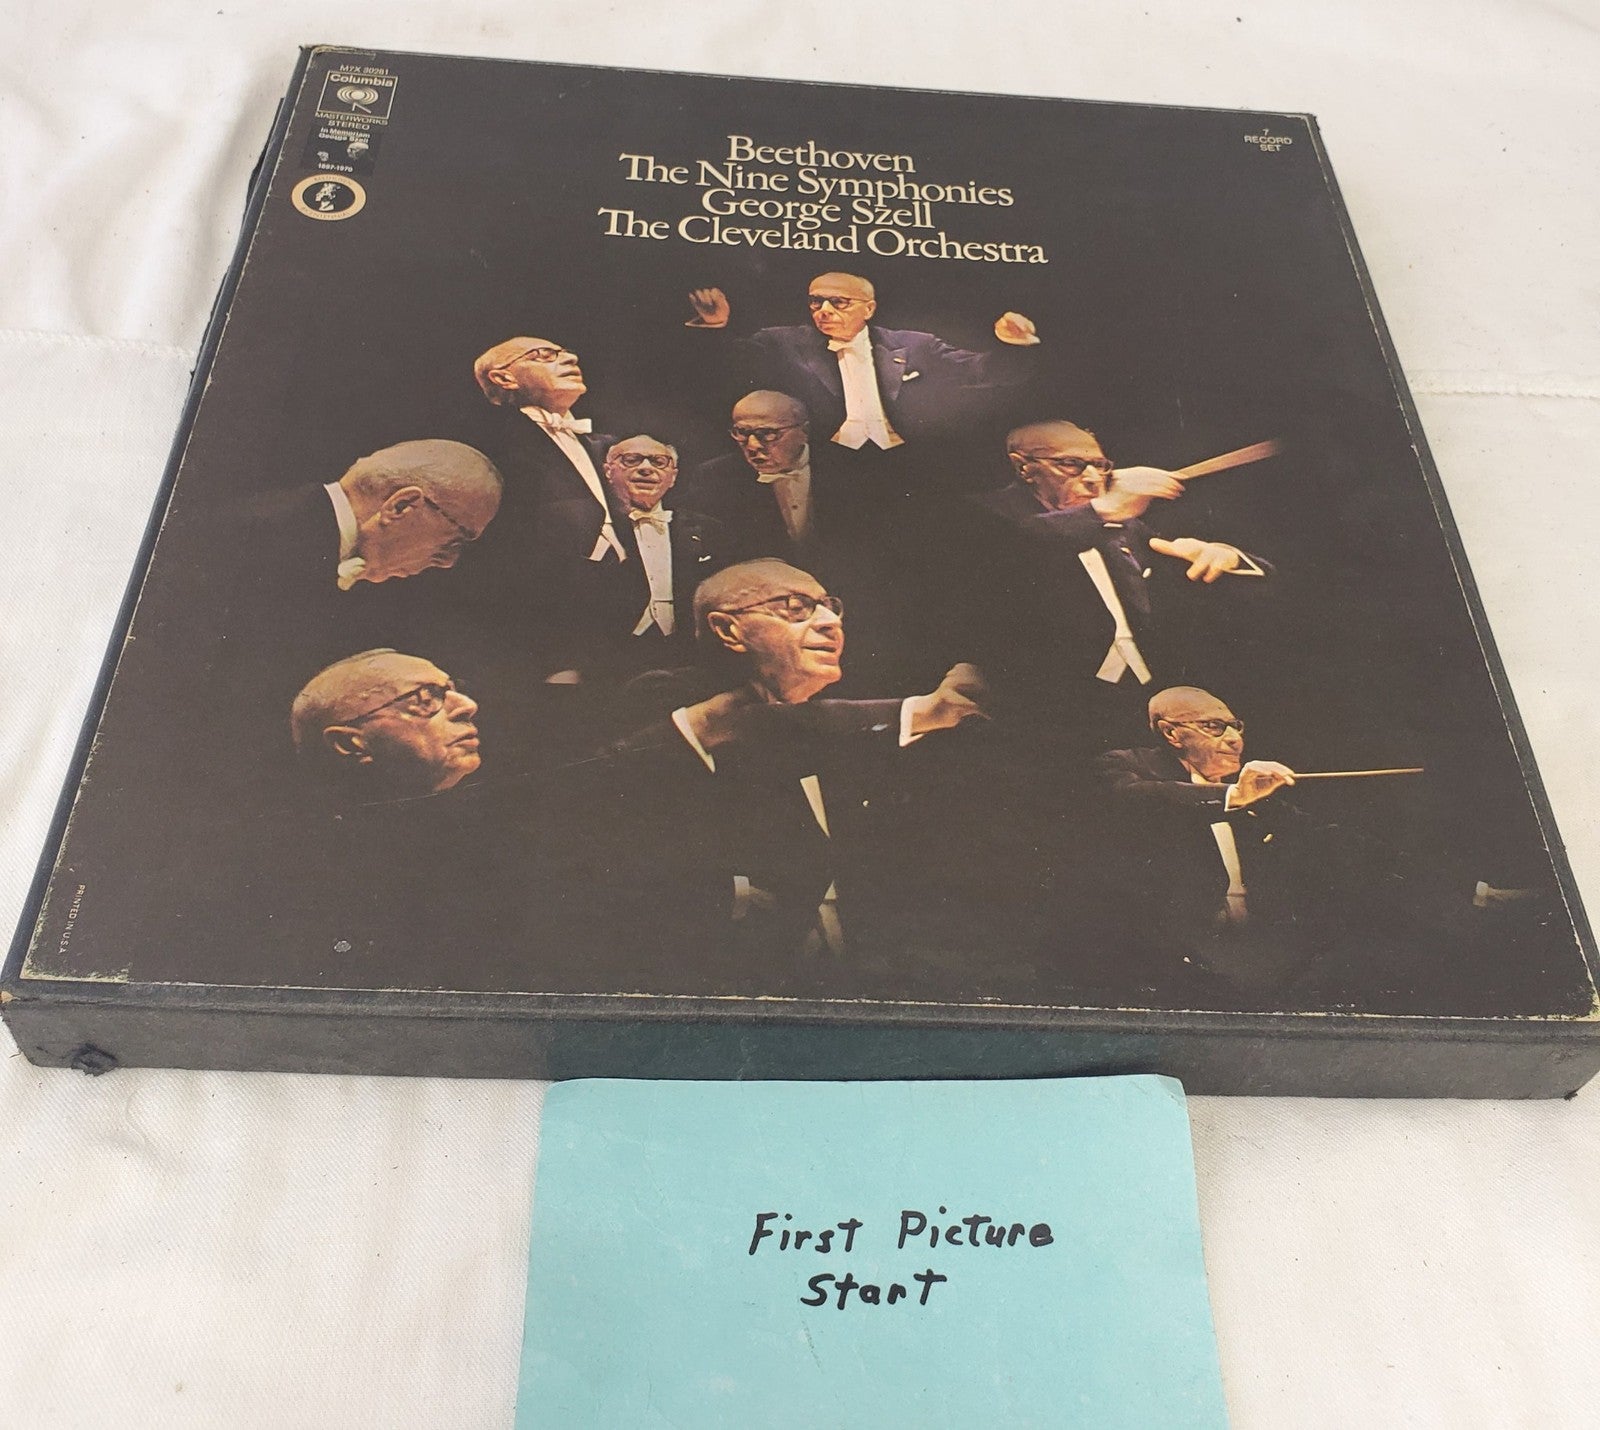 M7X 30281
Columbia
MASTERWORKS
STEREO
In Memoriam
George Szell
1897-1970
7
RECORD
SET
Beethoven
The Nine Symphonies
George Szell
The Cleveland Orchestra
PRINTED IN U.S.A.
First Picture
Start